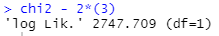 > chi2 - 2*(3)
'log Lik.' 2747.709 (df=1)